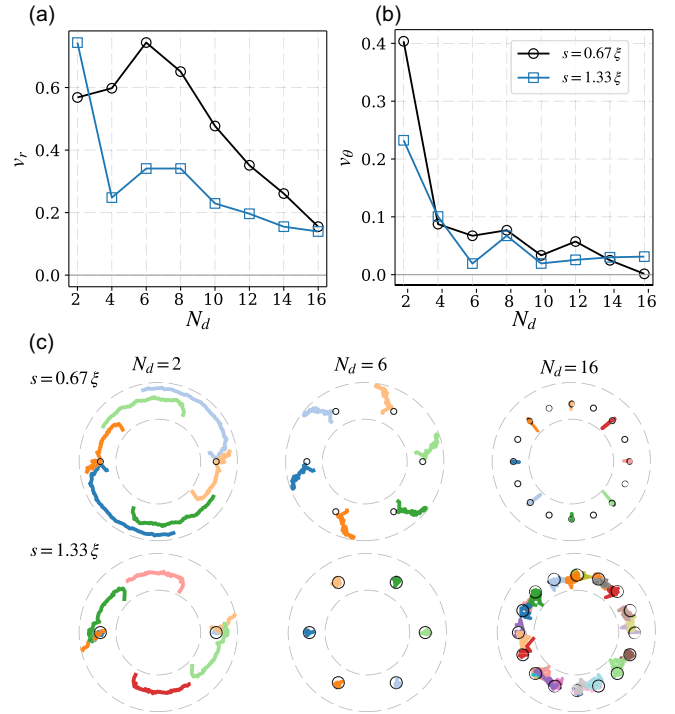 (a)
(b)
0.6
0.4
0.2
0.0
v_r
2 4 6 8 10 12 14 16
N_d
0.4
0.3
0.2
0.1
0.0
v_θ
s = 0.67 ξ
s = 1.33 ξ
2 4 6 8 10 12 14 16
N_d
(c)
N_d = 2
N_d = 6
N_d = 16
s = 0.67 ξ
s = 1.33 ξ